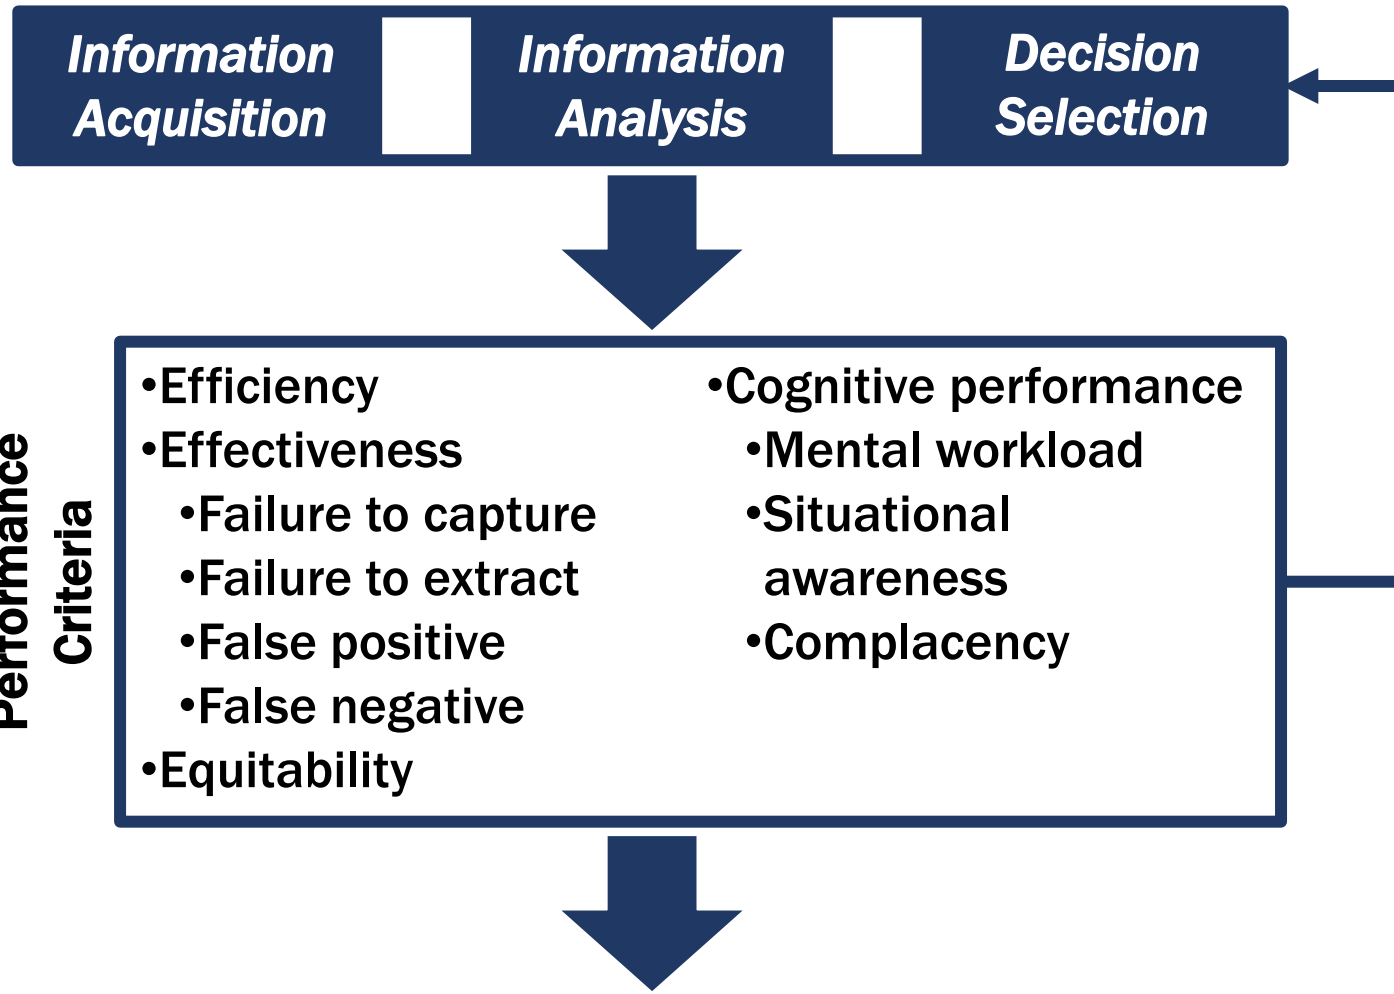 Information
Acquisition
Information
Analysis
Decision
Selection
Performance
Criteria
•Efficiency
•Effectiveness
•Failure to capture
•Failure to extract
•False positive
•False negative
•Equitability
•Cognitive performance
•Mental workload
•Situational
awareness
•Complacency